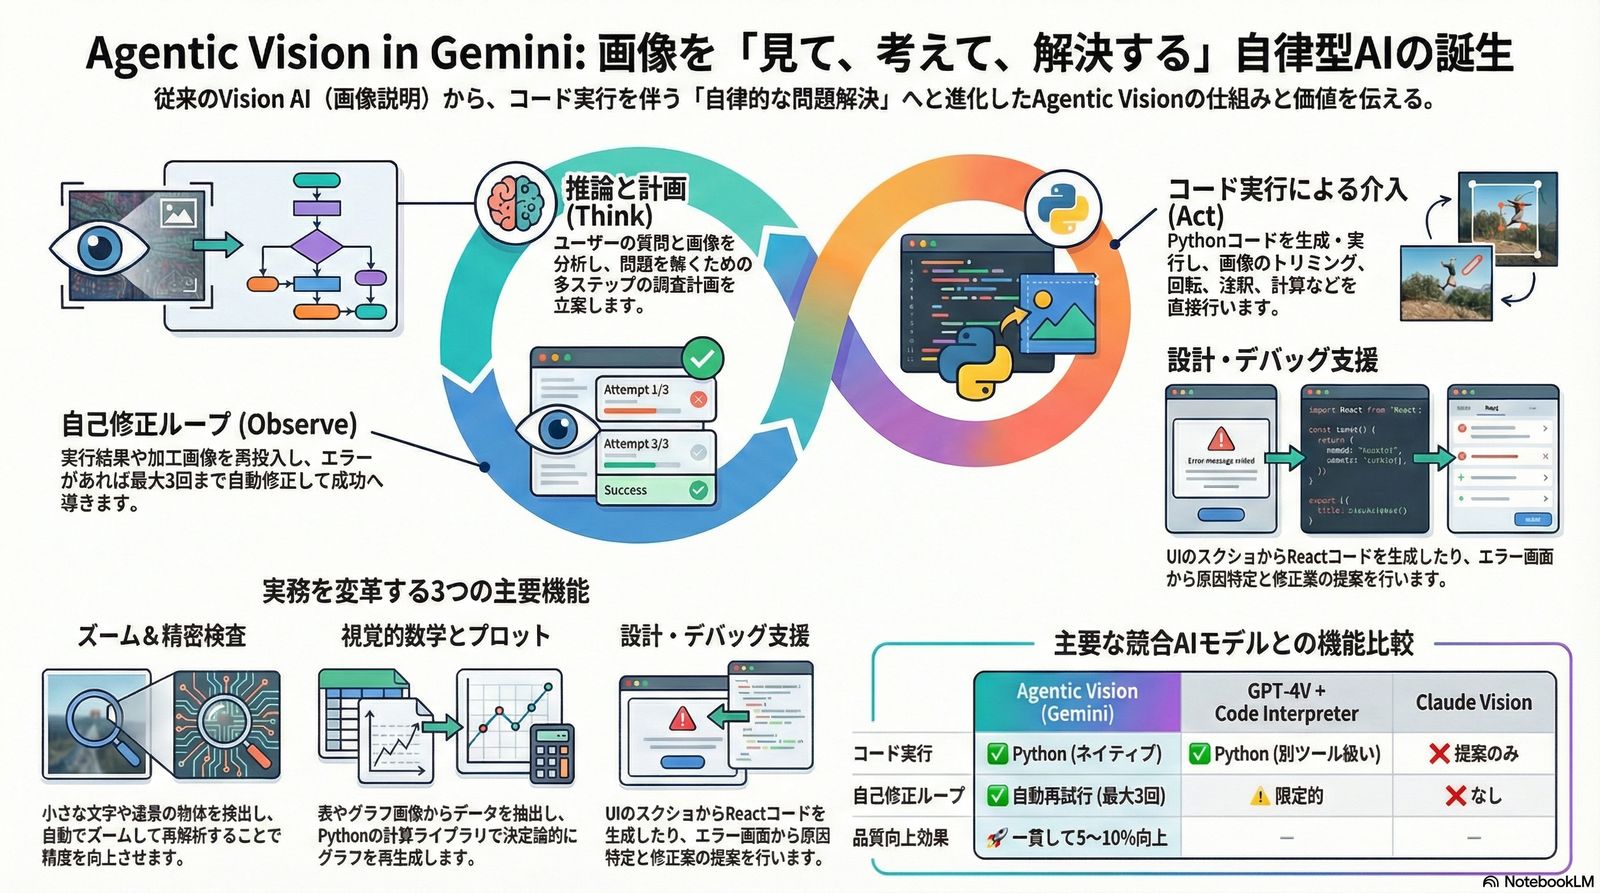 Agentic Vision in Gemini: 画像を「見て、考えて、解決する」自律型AIの誕生
従来のVision AI（画像説明）から、コード実行を伴う「自律的な問題解決」へと進化したAgentic Visionの仕組みと価値を伝える。
推論と計画
(Think)
ユーザーの質問と画像を
分析し、問題を解くための
多ステップの調査計画を
立案します。
コード実行による介入
(Act)
Pythonコードを生成・実
行し、画像のトリミング、
回転、注釈、計算などを
直接行います。
自己修正ループ (Observe)
実行結果や加工画像を再投入し、エラー
があれば最大3回まで自動修正して成功へ
導きます。
Attempt 1/3
Attempt 3/3
Success
設計・デバッグ支援
import React from 'React';
return {
UIのスクショからReactコードを生成したり、エラー画面
から原因特定と修正業の提案を行います。
実務を変革する3つの主要機能
ズーム＆精密検査
小さな文字や遠景の物体を検出し、
自動でズームして再解析することで
精度を向上させます。
視覚的数学とプロット
表やグラフ画像からデータを抽出し、
Pythonの計算ライブラリで決定論的に
グラフを再生成します。
設計・デバッグ支援
UIのスクショからReactコードを
生成したり、エラー画面から原因
特定と修正案の提案を行います。
主要な競合AIモデルとの機能比較
Agentic Vision
(Gemini)
GPT-4V +
Code Interpreter
Claude Vision
コード実行
✅ Python (ネイティブ)
✅ Python (別ツール級い)
❌ 提案のみ
自己修正ループ
✅ 自動再試行 (最大3回)
⚠️ 限定的
❌ なし
品質向上効果
🚀 一貫して5〜10%向上
—
—
NotebookLM